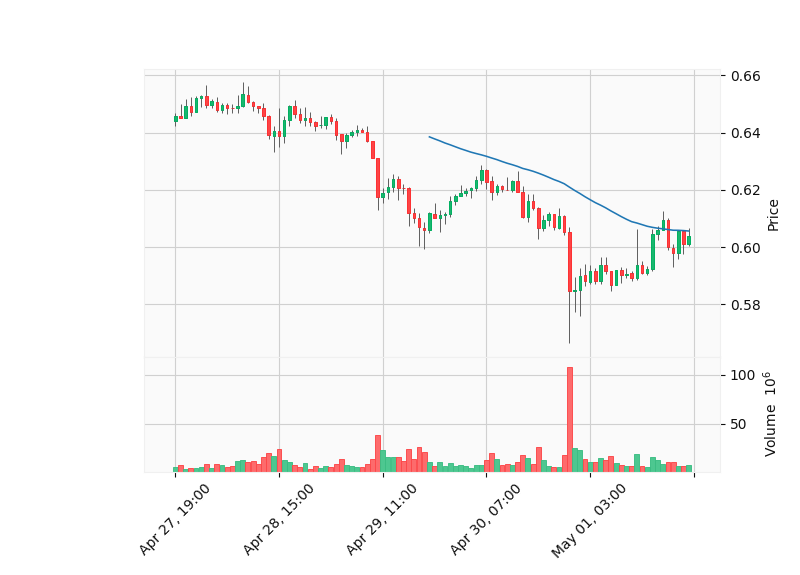 0.66
0.64
0.62
0.60
0.58
Price
100
50
Volume 10^6
Apr 27, 19:00
Apr 28, 15:00
Apr 29, 11:00
Apr 30, 07:00
May 01, 03:00